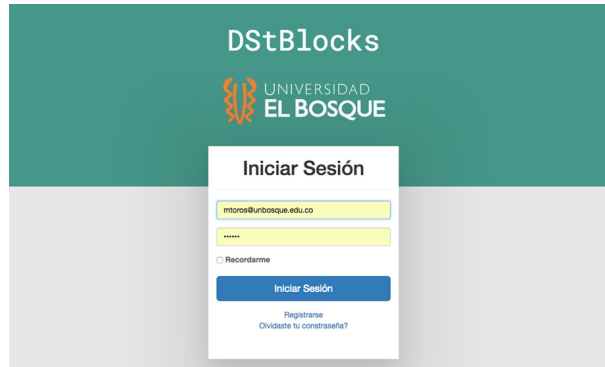 DStBlocks
UNIVERSIDAD
EL BOSQUE
Iniciar Sesión
mtoros@unbosque.edu.co
••••••
Recordarme
Iniciar Sesión
Registrarse
Olvidaste tu constraseña?